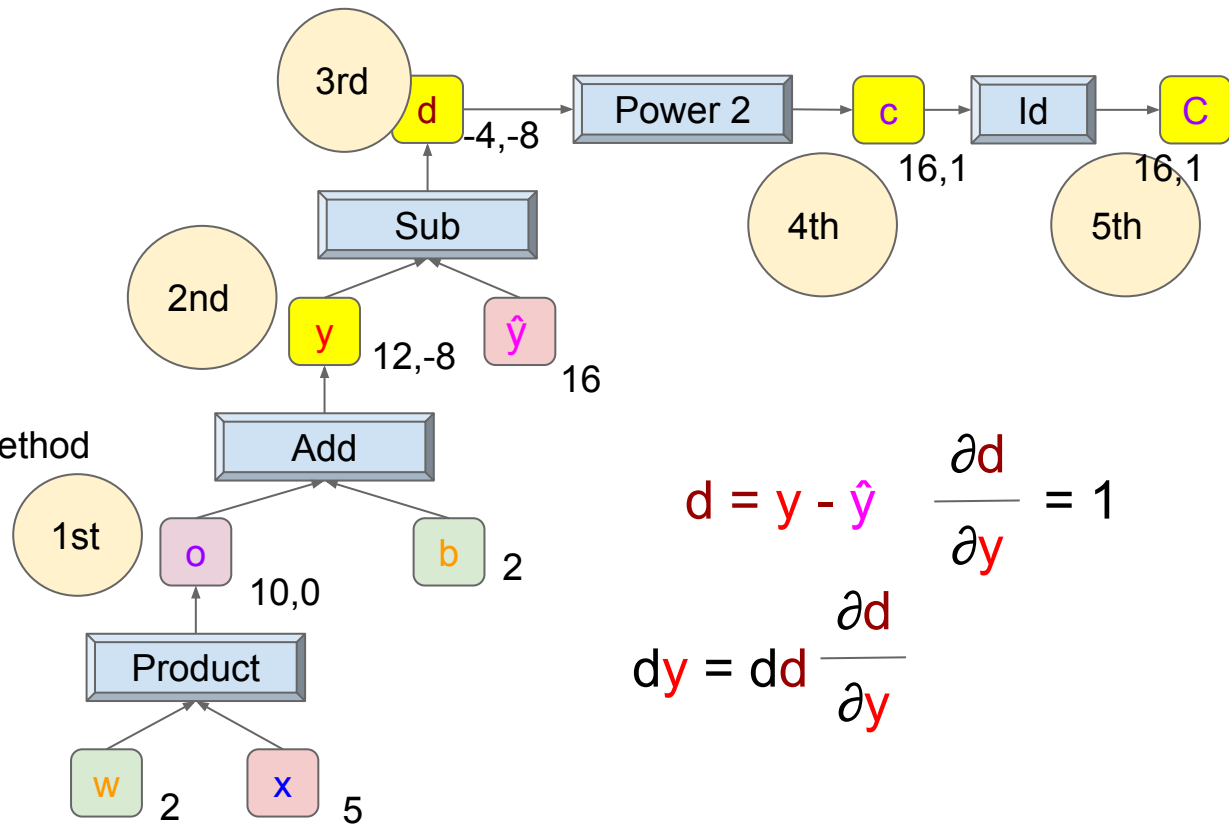 3rd
d
-4,-8
Power 2
c
16,1
Id
C
16,1
Sub
4th
5th
2nd
y
12,-8
ŷ
16
ethod
Add
1st
o
10,0
b
2
d = y - ŷ ∂d/∂y = 1
Product
dy = dd ∂d/∂y
w
2
x
5